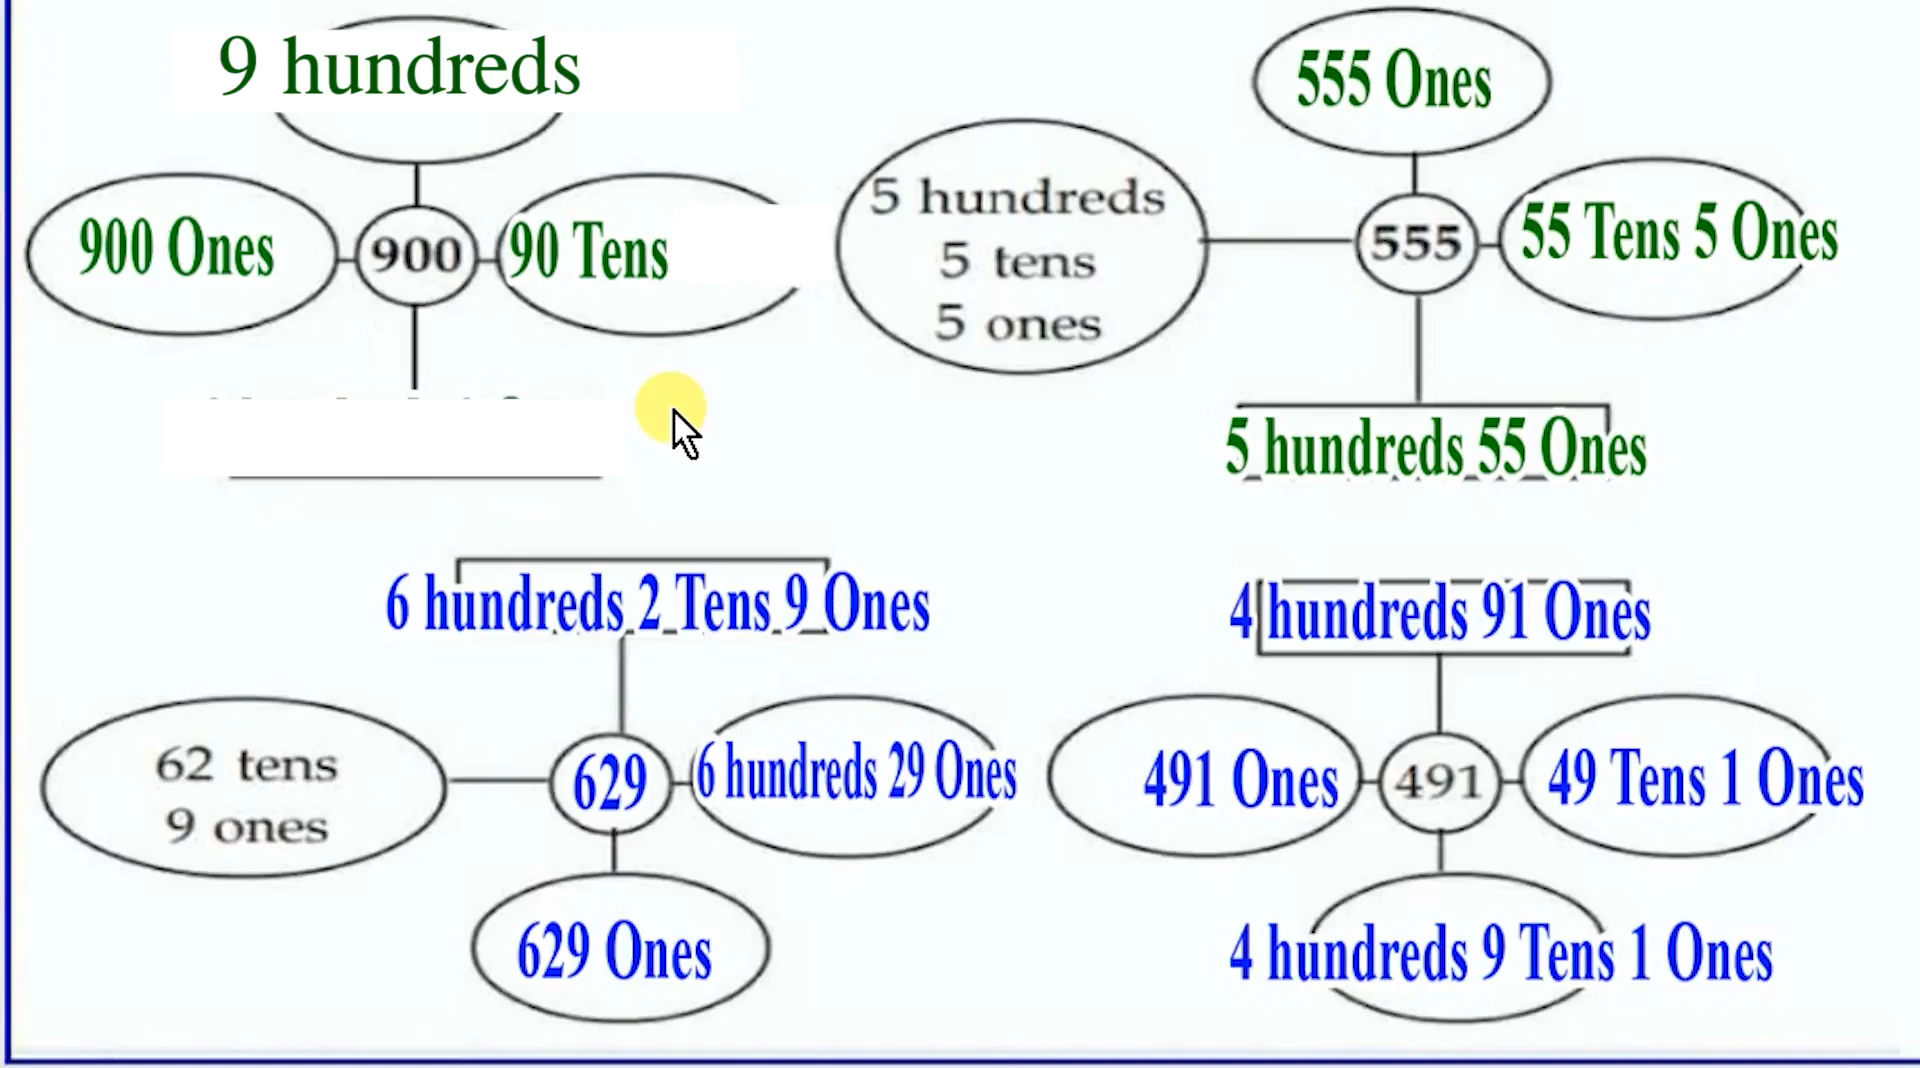 9 hundreds
900 Ones
900
90 Tens
555 Ones
5 hundreds
5 tens
5 ones
555
55 Tens 5 Ones
5 hundreds 55 Ones
6 hundreds 2 Tens 9 Ones
62 tens
9 ones
629
6 hundreds 29 Ones
629 Ones
4 hundreds 91 Ones
491 Ones
491
49 Tens 1 Ones
4 hundreds 9 Tens 1 Ones